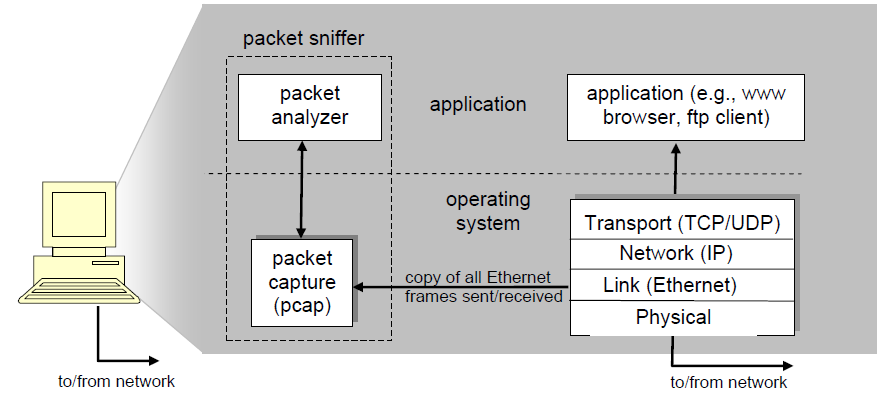 packet sniffer
packet
analyzer
application
application (e.g., www
browser, ftp client)
operating
system
packet
capture
(pcap)
copy of all Ethernet
frames sent/received
Transport (TCP/UDP)
Network (IP)
Link (Ethernet)
Physical
to/from network
to/from network